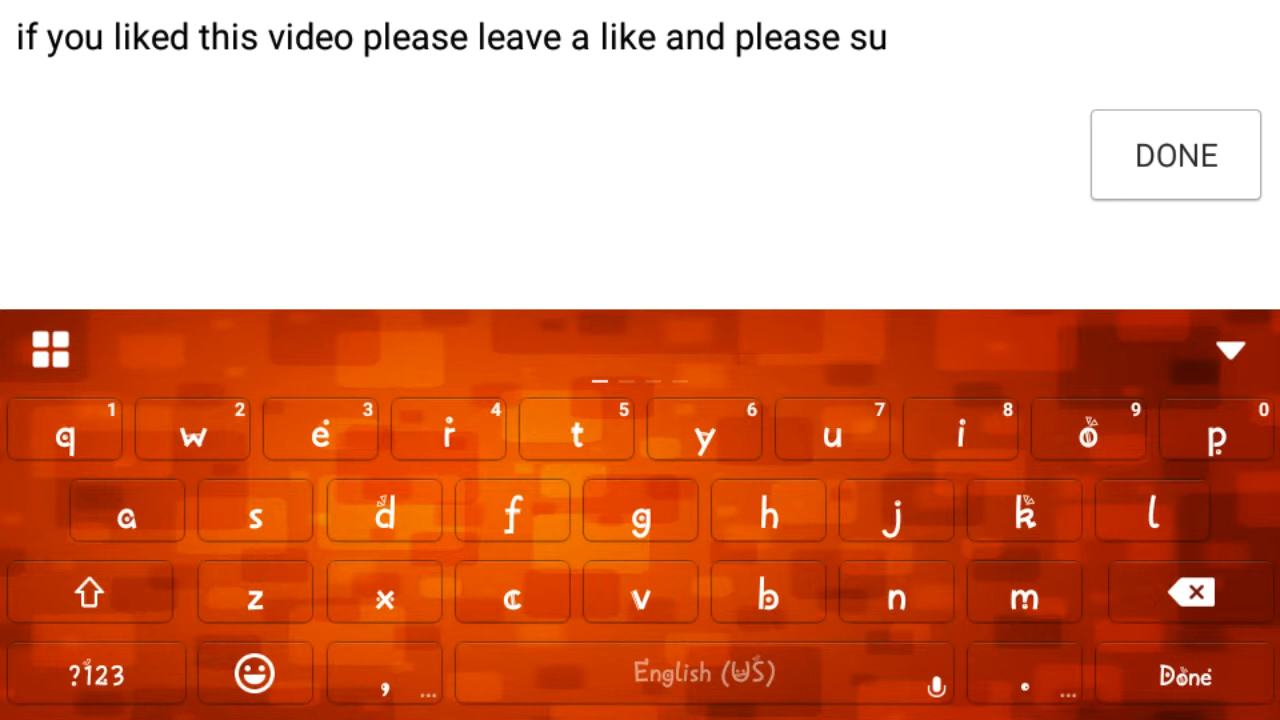 if you liked this video please leave a like and please su
DONE
1 2 3 4 5 6 7 8 9 0
q w e r t y u i o p
a s d f g h j k l
z x c v b n m
?123 , ... English (US) . ... Done